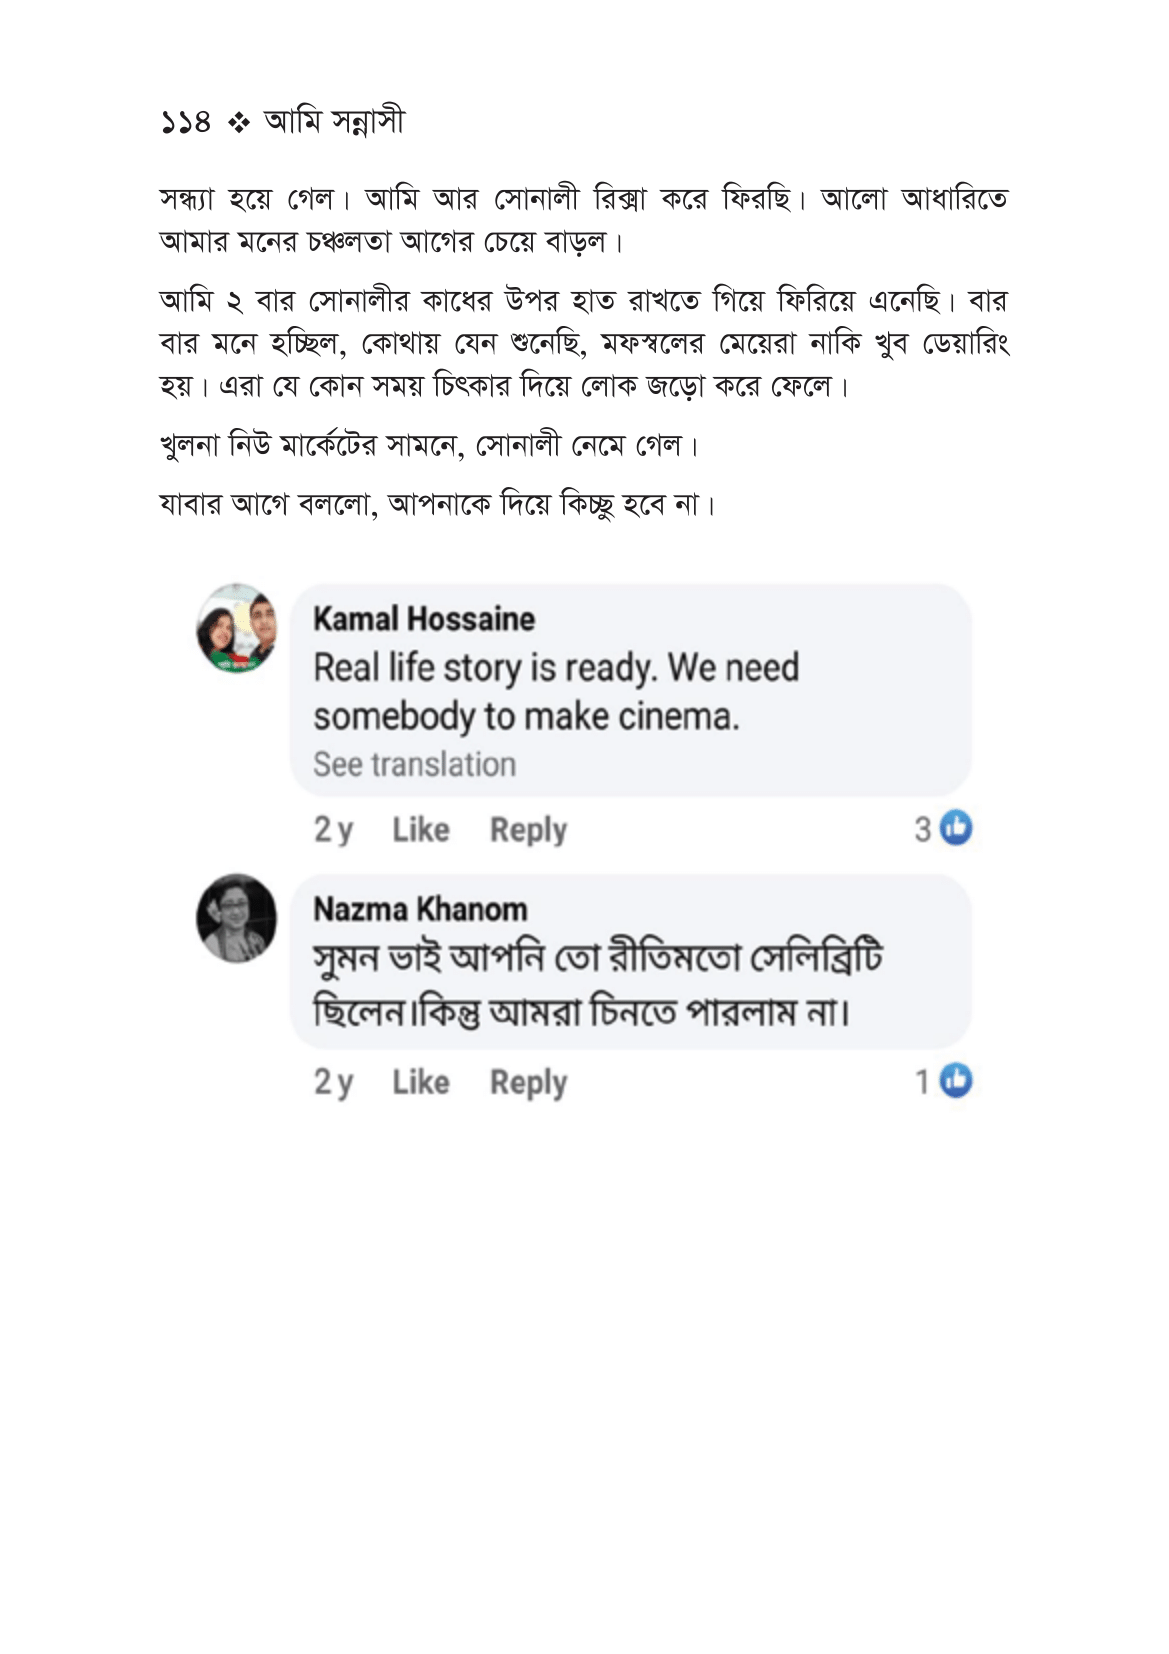 ১১৪ ❖ আমি সন্নাসী
সন্ধ্যা হয়ে গেল। আমি আর সোনালী রিক্সা করে ফিরছি। আলো আধারিতে
আমার মনের চঞ্চলতা আগের চেয়ে বাড়ল।
আমি ২ বার সোনালীর কাধের উপর হাত রাখতে গিয়ে ফিরিয়ে এনেছি। বার
বার মনে হচ্ছিল, কোথায় যেন শুনেছি, মফস্বলের মেয়েরা নাকি খুব ডেয়ারিং
হয়। এরা যে কোন সময় চিৎকার দিয়ে লোক জড়ো করে ফেলে।
খুলনা নিউ মার্কেটের সামনে, সোনালী নেমে গেল।
যাবার আগে বললো, আপনাকে দিয়ে কিচ্ছু হবে না।
Kamal Hossaine
Real life story is ready. We need
somebody to make cinema.
See translation
2 y Like Reply 3
Nazma Khanom
সুমন ভাই আপনি তো রীতিমতো সেলিব্রিটি
ছিলেন।কিন্তু আমরা চিনতে পারলাম না।
2 y Like Reply 1